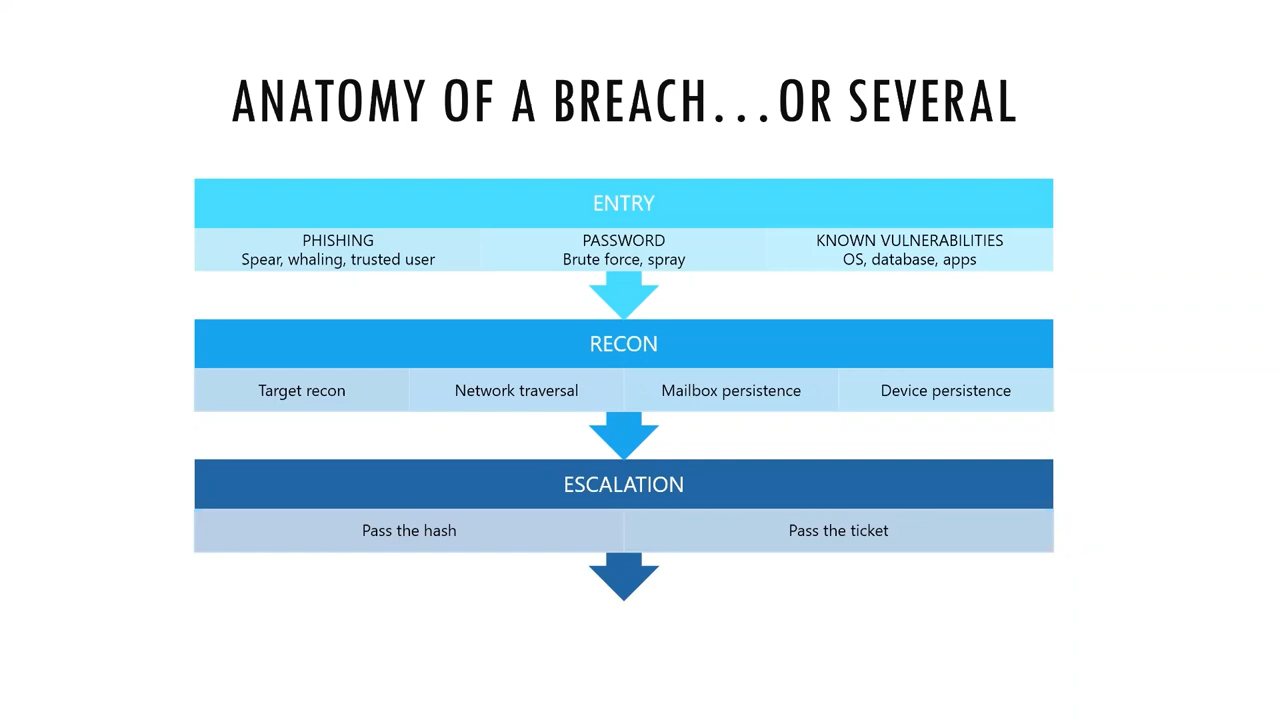 ANATOMY OF A BREACH...OR SEVERAL
ENTRY
PHISHING
Spear, whaling, trusted user
PASSWORD
Brute force, spray
KNOWN VULNERABILITIES
OS, database, apps
RECON
Target recon
Network traversal
Mailbox persistence
Device persistence
ESCALATION
Pass the hash
Pass the ticket